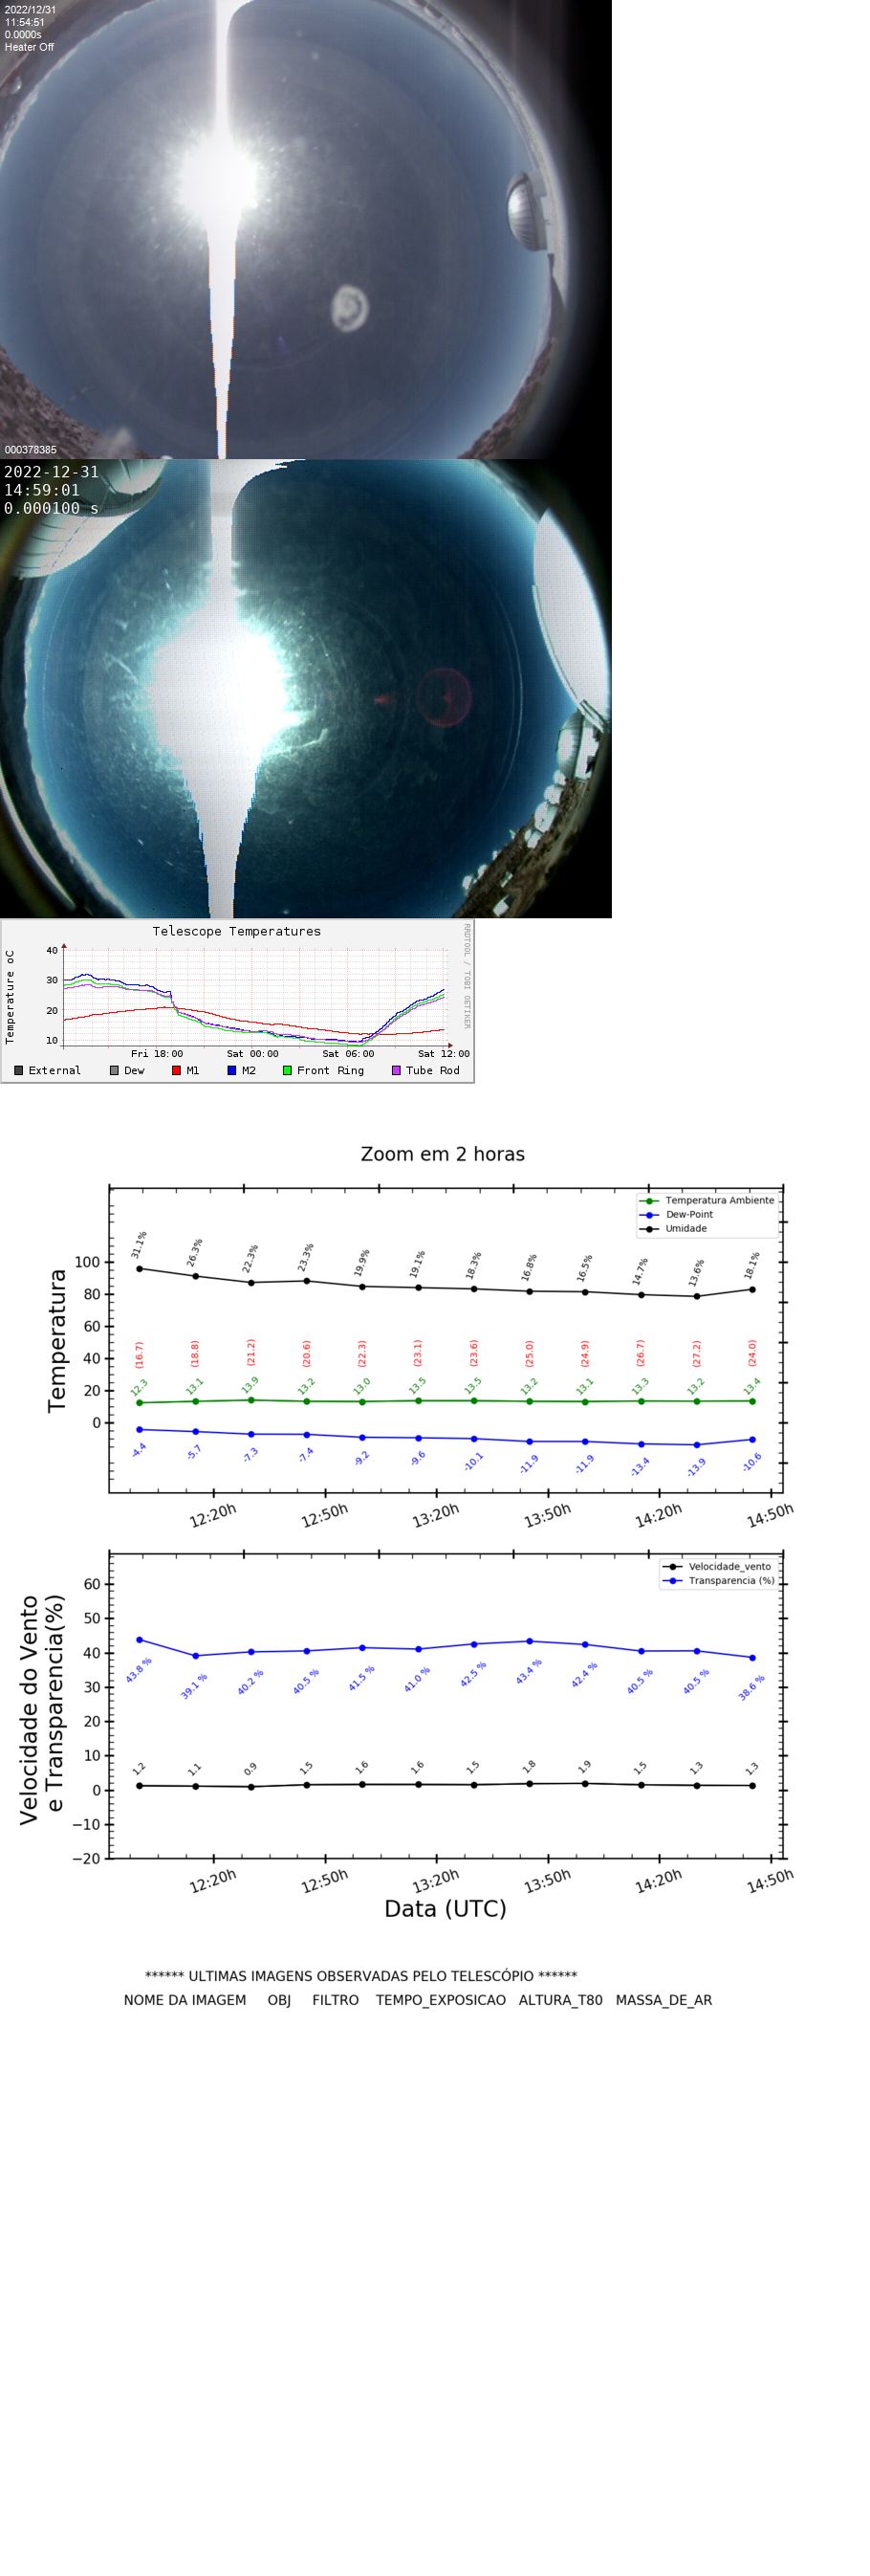 2022/12/31
11:54:51
0.0000s
Heater Off
000378385
2022-12-31
14:59:01
0.000100 s
Telescope Temperatures
RRDTOOL / TOBI OETIKER
Temperature oC
40
30
20
10
Fri 18:00 Sat 00:00 Sat 06:00 Sat 12:00
External Dew M1 M2 Front Ring Tube Rod
Zoom em 2 horas
Temperatura Ambiente
Dew-Point
Umidade
Temperatura
100
80
60
40
20
0
31.1% 26.3% 22.3% 23.3% 19.9% 19.1% 18.3% 16.8% 16.5% 14.7% 13.6% 18.1%
(16.7) (18.8) (21.2) (20.6) (22.3) (23.1) (23.6) (25.0) (24.9) (26.7) (27.2) (24.0)
12.3 13.1 13.9 13.2 13.0 13.5 13.5 13.2 13.1 13.3 13.2 13.4
-4.4 -5.7 -7.3 -7.4 -9.2 -9.6 -10.1 -11.9 -11.9 -13.4 -13.9 -10.6
12:20h 12:50h 13:20h 13:50h 14:20h 14:50h
Velocidade_vento
Transparencia (%)
Velocidade do Vento
e Transparencia(%)
60
50
40
30
20
10
0
−10
−20
43.8 % 39.1 % 40.2 % 40.5 % 41.5 % 41.0 % 42.5 % 43.4 % 42.4 % 40.5 % 40.5 % 38.6 %
1.2 1.1 0.9 1.5 1.6 1.6 1.5 1.8 1.9 1.5 1.3 1.3
12:20h 12:50h 13:20h 13:50h 14:20h 14:50h
Data (UTC)
****** ULTIMAS IMAGENS OBSERVADAS PELO TELESCÓPIO ******
NOME DA IMAGEM OBJ FILTRO TEMPO_EXPOSICAO ALTURA_T80 MASSA_DE_AR